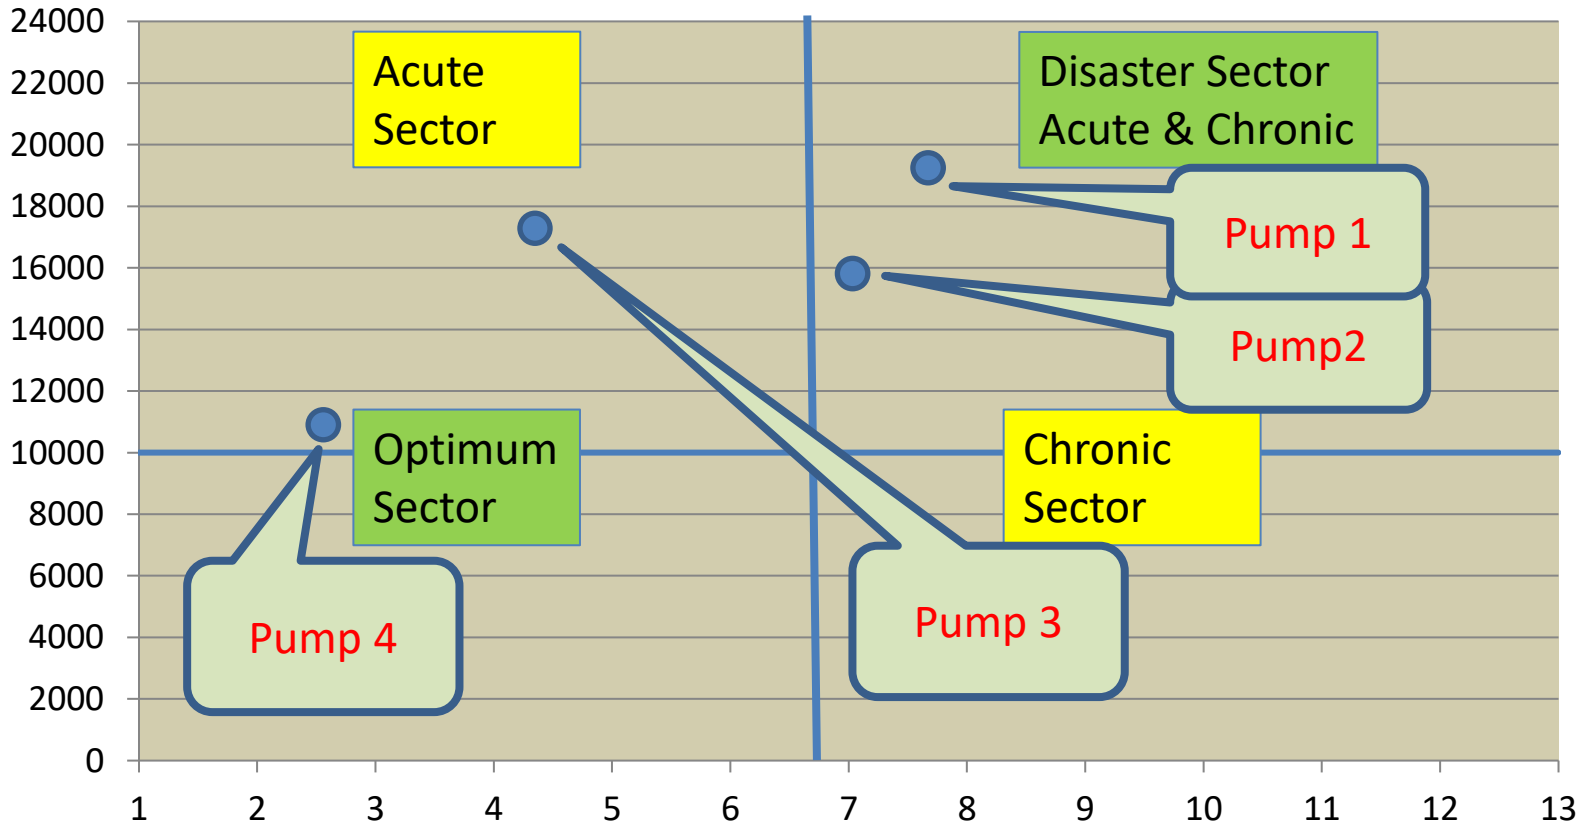 24000
22000
20000
18000
16000
14000
12000
10000
8000
6000
4000
2000
0
Acute
Sector
Disaster Sector
Acute & Chronic
Pump 1
Pump2
Optimum
Sector
Chronic
Sector
Pump 4
Pump 3
1 2 3 4 5 6 7 8 9 10 11 12 13